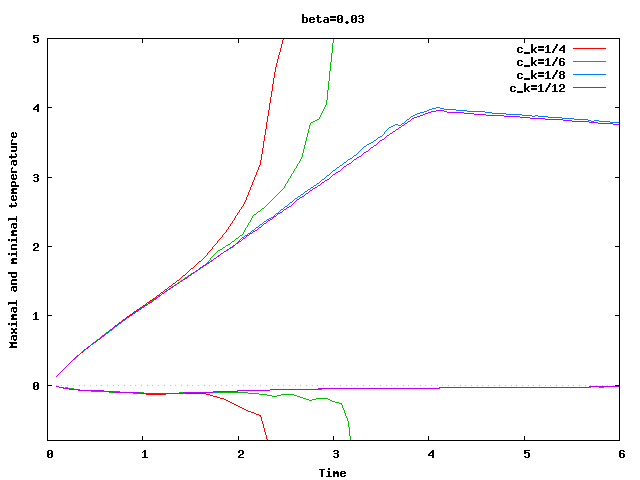 beta=0.03
c_k=1/4
c_k=1/6
c_k=1/8
c_k=1/12
Maximal and minimal temperature
5
4
3
2
1
0
0 1 2 3 4 5 6
Time